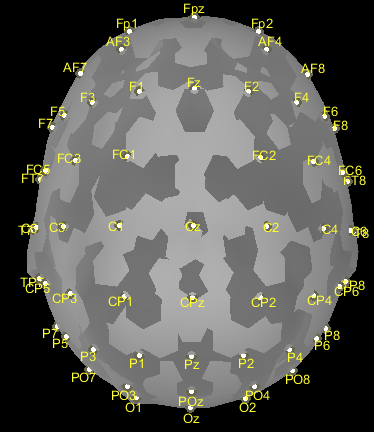 Fpz
Fp1 Fp2
AF3 AF4
AF7 AF8
F1 Fz F2
F3 F4
F5 F6
F7 F8
FC1 FC2
FC3 FC4
FC5 FC6
FT8
C3 C1 Cz C2 C4
CP5 CP6
CP3 CP1 CPz CP2 CP4
P7 P8
P5 P6
P3 P1 Pz P2 P4
PO7 PO8
PO3 POz PO4
O1 O2
Oz